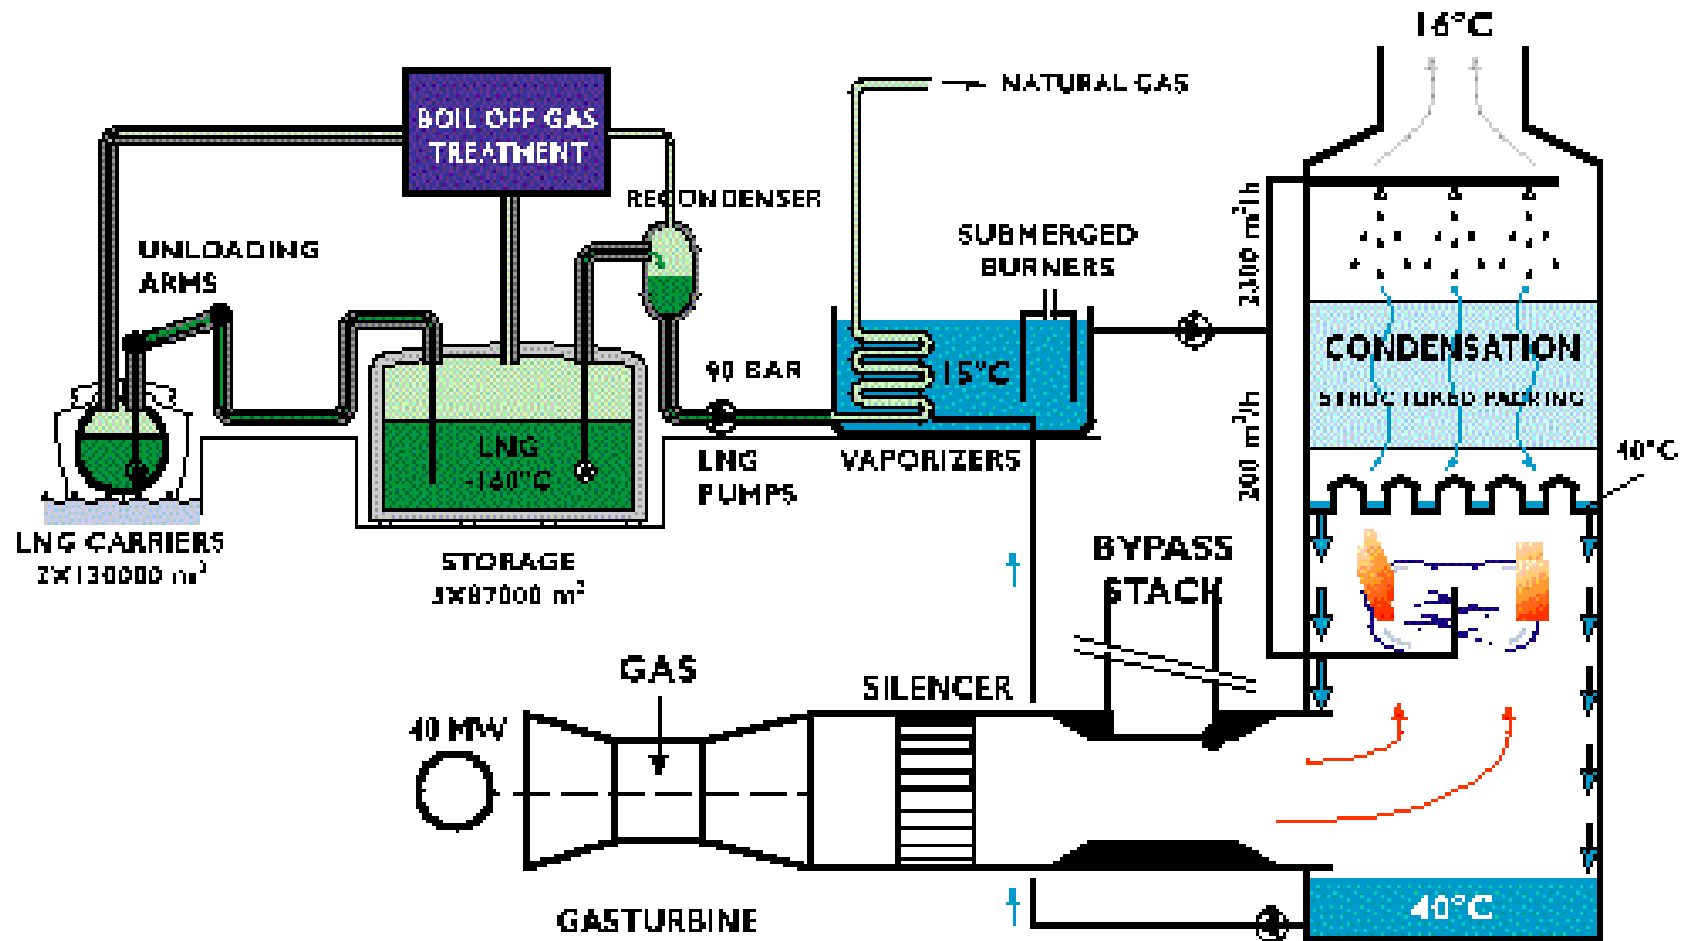 16°C
NATURAL GAS
BOIL OFF GAS
TREATMENT
RECONDENSER
UNLOADING
ARMS
SUBMERGED
BURNERS
2300 m³/h
CONDENSATION
STRUCTURED PACKING
90 BAR
15°C
200 m³/h
LNG
-160°C
LNG
PUMPS
VAPORIZERS
40°C
LNG CARRIERS
2X130000 m³
STORAGE
3X87000 m³
BYPASS
STACK
GAS
SILENCER
40 MW
GASTURBINE
40°C